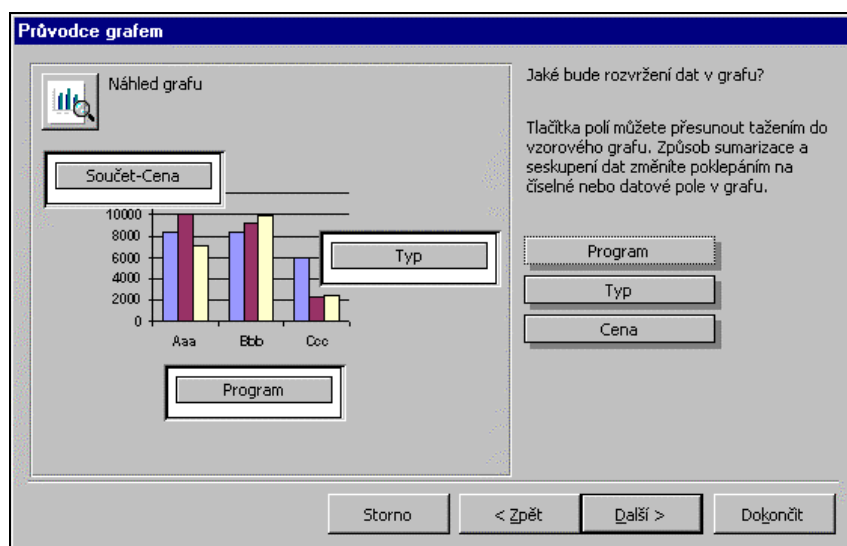 Průvodce grafem
Náhled grafu
Součet-Cena
10000
8000
6000
4000
2000
0
Aaa Bbb Ccc
Typ
Program
Jaké bude rozvržení dat v grafu?
Tlačítka polí můžete přesunout tažením do
vzorového grafu. Způsob sumarizace a
seskupení dat změníte poklepáním na
číselné nebo datové pole v grafu.
Program
Typ
Cena
Storno
< Zpět
Další >
Dokončit